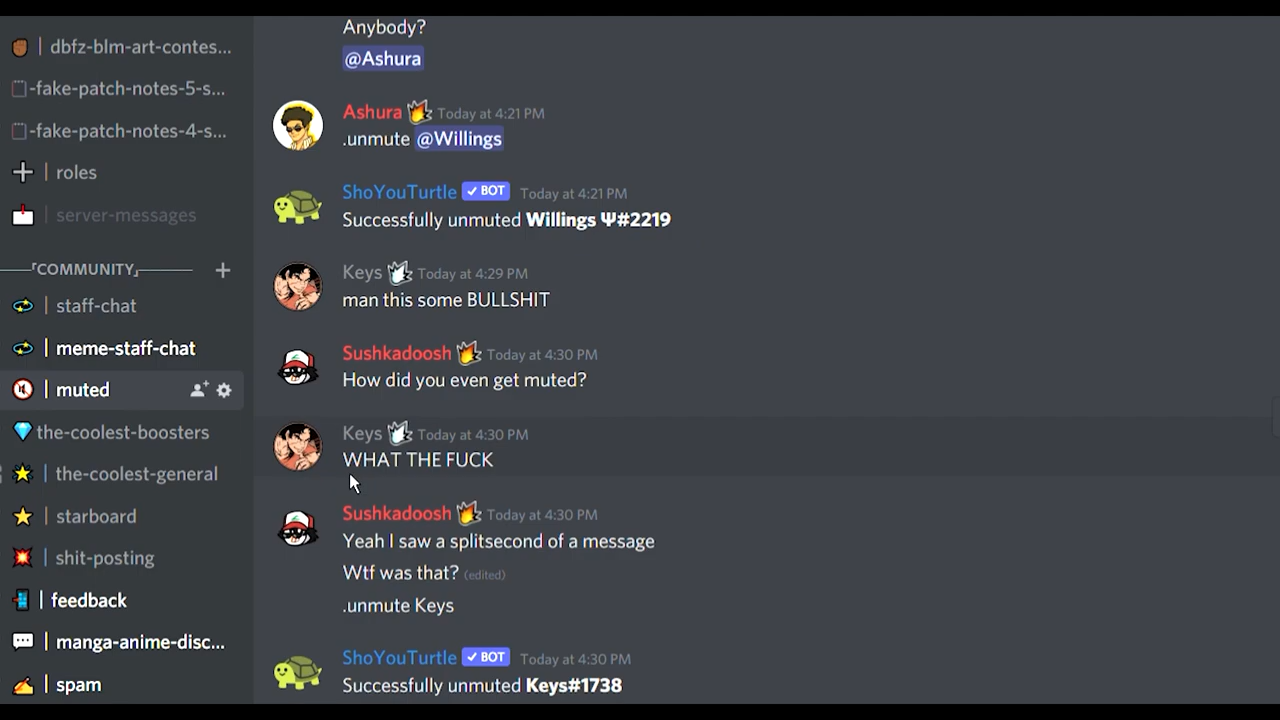 dbfz-blm-art-contes...
-fake-patch-notes-5-s...
-fake-patch-notes-4-s...
roles
server-messages
「COMMUNITY」
staff-chat
meme-staff-chat
muted
the-coolest-boosters
the-coolest-general
starboard
shit-posting
feedback
manga-anime-disc...
spam
Anybody?
@Ashura
Ashura Today at 4:21 PM
.unmute @Willings
ShoYouTurtle BOT Today at 4:21 PM
Successfully unmuted Willings Ψ#2219
Keys Today at 4:29 PM
man this some BULLSHIT
Sushkadoosh Today at 4:30 PM
How did you even get muted?
Keys Today at 4:30 PM
WHAT THE FUCK
Sushkadoosh Today at 4:30 PM
Yeah I saw a splitsecond of a message
Wtf was that? (edited)
.unmute Keys
ShoYouTurtle BOT Today at 4:30 PM
Successfully unmuted Keys#1738